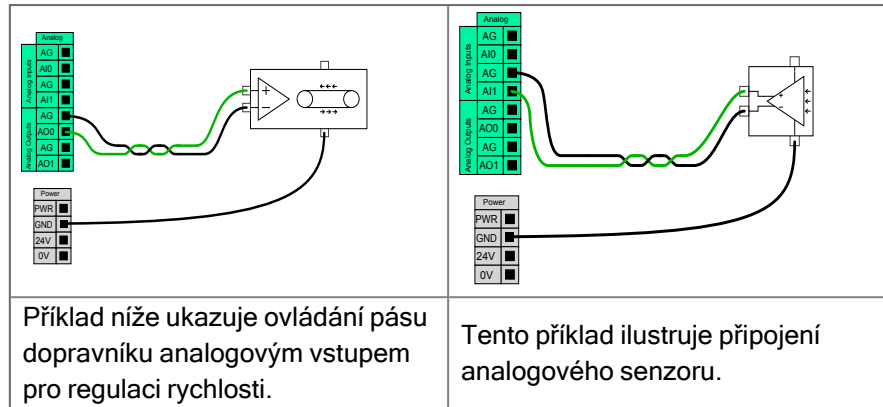 Analog
Analog Inputs
AG
AI0
AG
AI1
Analog Outputs
AG
AO0
AG
AO1
Power
PWR
GND
24V
0V
Analog
Analog Inputs
AG
AI0
AG
AI1
Analog Outputs
AG
AO0
AG
AO1
Power
PWR
GND
24V
0V
Příklad níže ukazuje ovládání pásu
dopravníku analogovým vstupem
pro regulaci rychlosti.
Tento příklad ilustruje připojení
analogového senzoru.